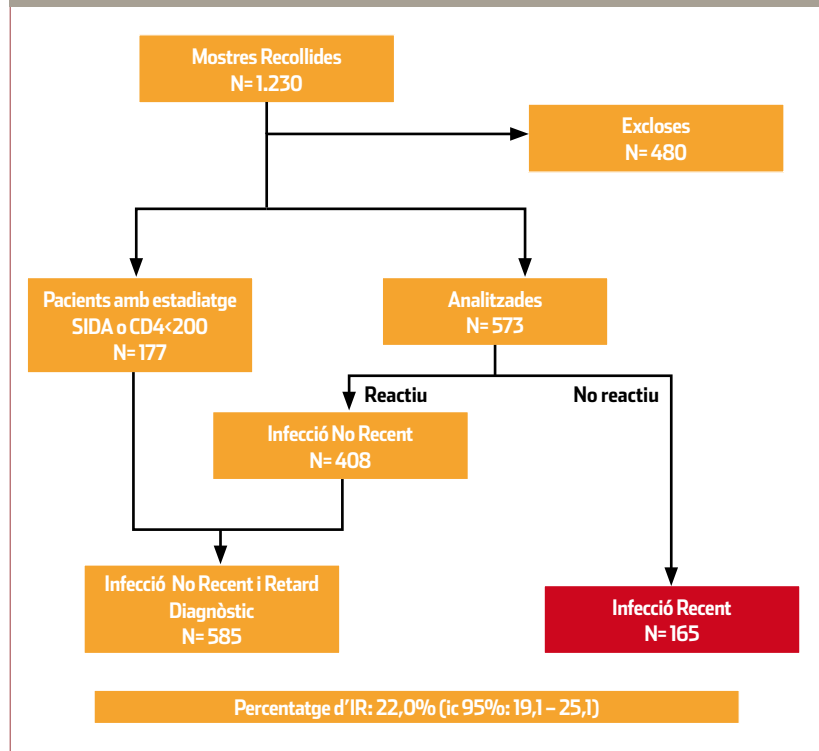 Mostres Recollides
N= 1.230
Excloses
N= 480
Pacients amb estadiatge
SIDA o CD4<200
N= 177
Analitzades
N= 573
Reactiu
No reactiu
Infecció No Recent
N= 408
Infecció No Recent i Retard
Diagnòstic
N= 585
Infecció Recent
N= 165
Percentatge d'IR: 22,0% (ic 95%: 19,1 – 25,1)